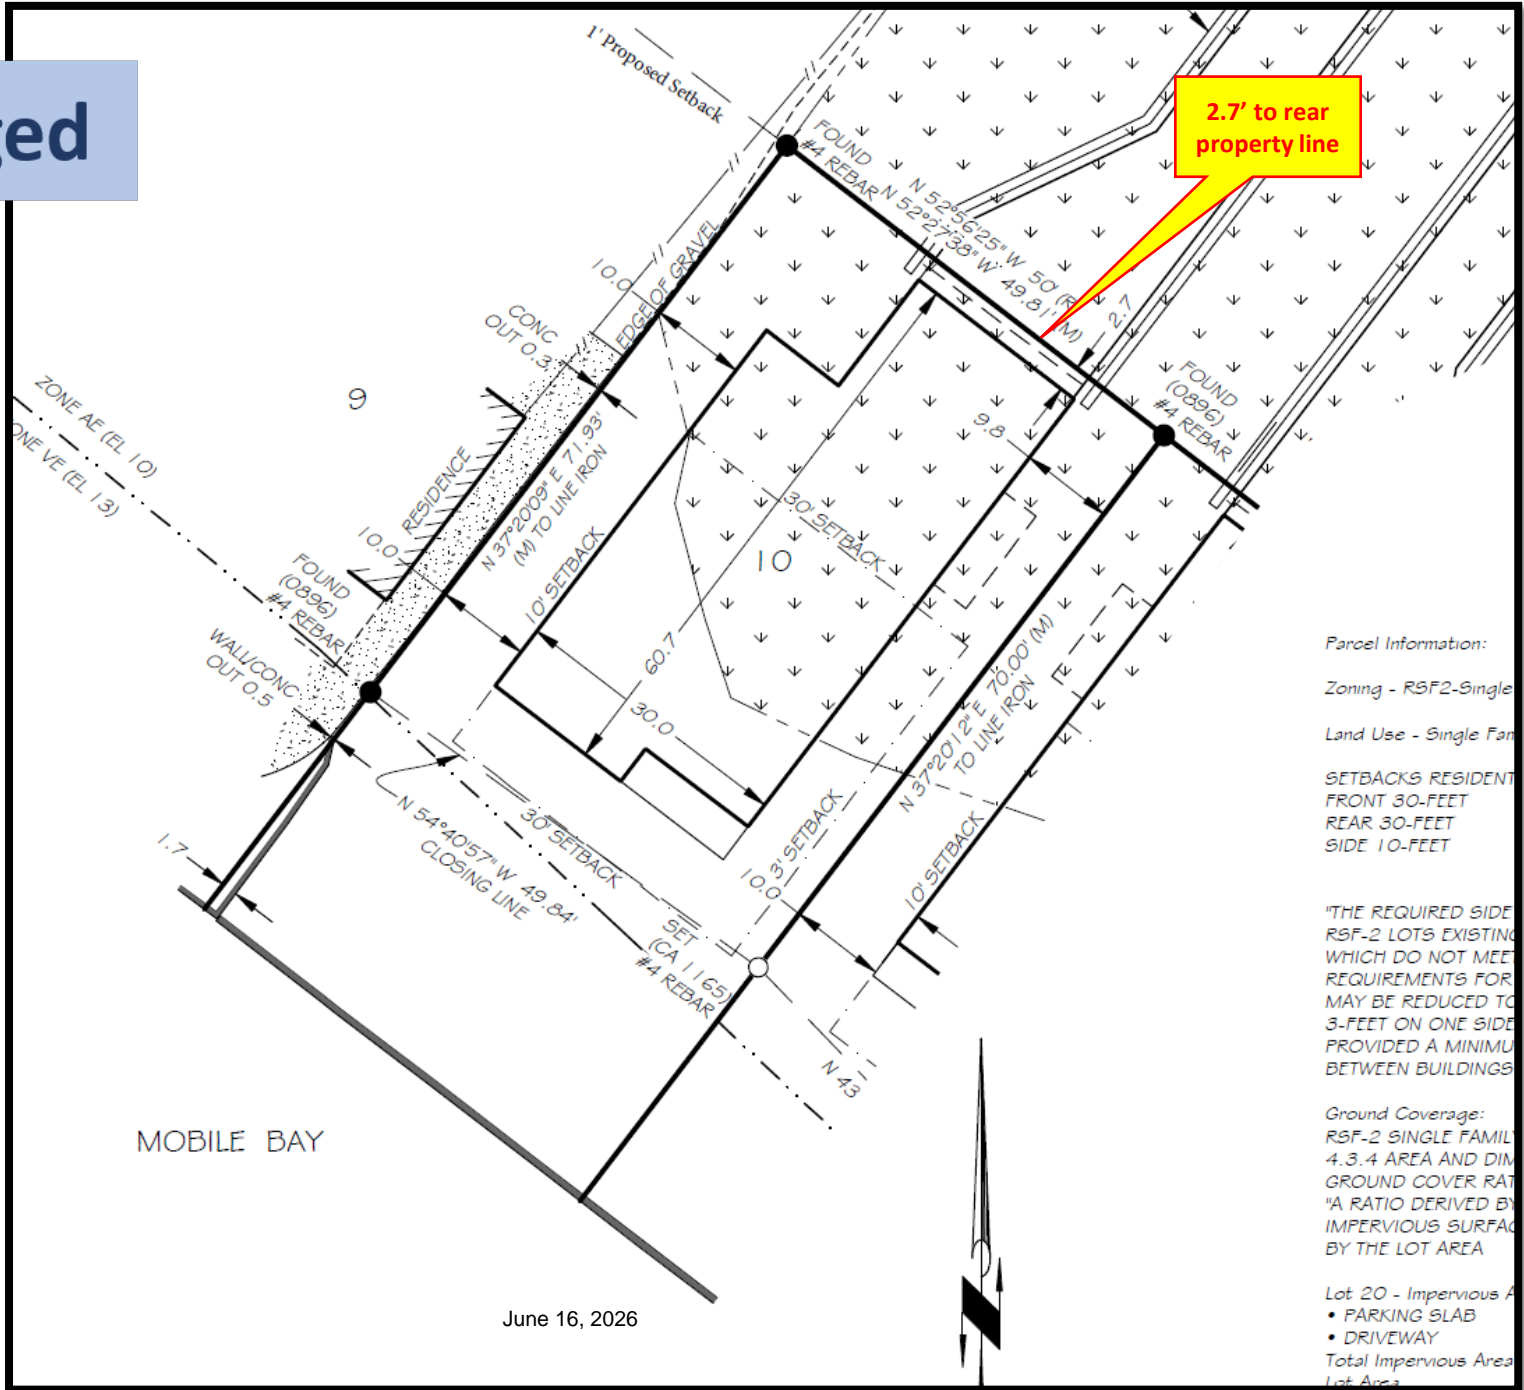 ged
1' Proposed Setback
2.7' to rear
property line
FOUND
#4 REBAR
N 52°56'25" W 50' (R)
N 52°27'38" W 49.81' (M)
2.7
FOUND
(0896)
#4 REBAR
10.0
EDGE OF GRAVEL
CONC
OUT 0.3
9
ZONE AE (EL 10)
ZONE VE (EL 13)
RESIDENCE
10.0
N 37°20'09" E 71.93'
(M) TO LINE IRON
10' SETBACK
9.8
30' SETBACK
10
FOUND
(0896)
#4 REBAR
WALL/CONC
OUT 0.5
60.7
30.0
N 37°20'12" E 70.00' (M)
TO LINE IRON
1.7
N 54°40'57" W 49.84'
CLOSING LINE
30' SETBACK
3' SETBACK
10.0
10' SETBACK
SET
(CA 1165)
#4 REBAR
N 43
MOBILE BAY
June 16, 2026
Parcel Information:
Zoning - RSF2-Single
Land Use - Single Fam
SETBACKS RESIDENT
FRONT 30-FEET
REAR 30-FEET
SIDE 10-FEET
"THE REQUIRED SIDE
RSF-2 LOTS EXISTING
WHICH DO NOT MEET
REQUIREMENTS FOR
MAY BE REDUCED TO
3-FEET ON ONE SIDE
PROVIDED A MINIMU
BETWEEN BUILDINGS
Ground Coverage:
RSF-2 SINGLE FAMILY
4.3.4 AREA AND DIM
GROUND COVER RAT
"A RATIO DERIVED BY
IMPERVIOUS SURFAC
BY THE LOT AREA
Lot 20 - Impervious A
• PARKING SLAB
• DRIVEWAY
Total Impervious Area
Lot Area